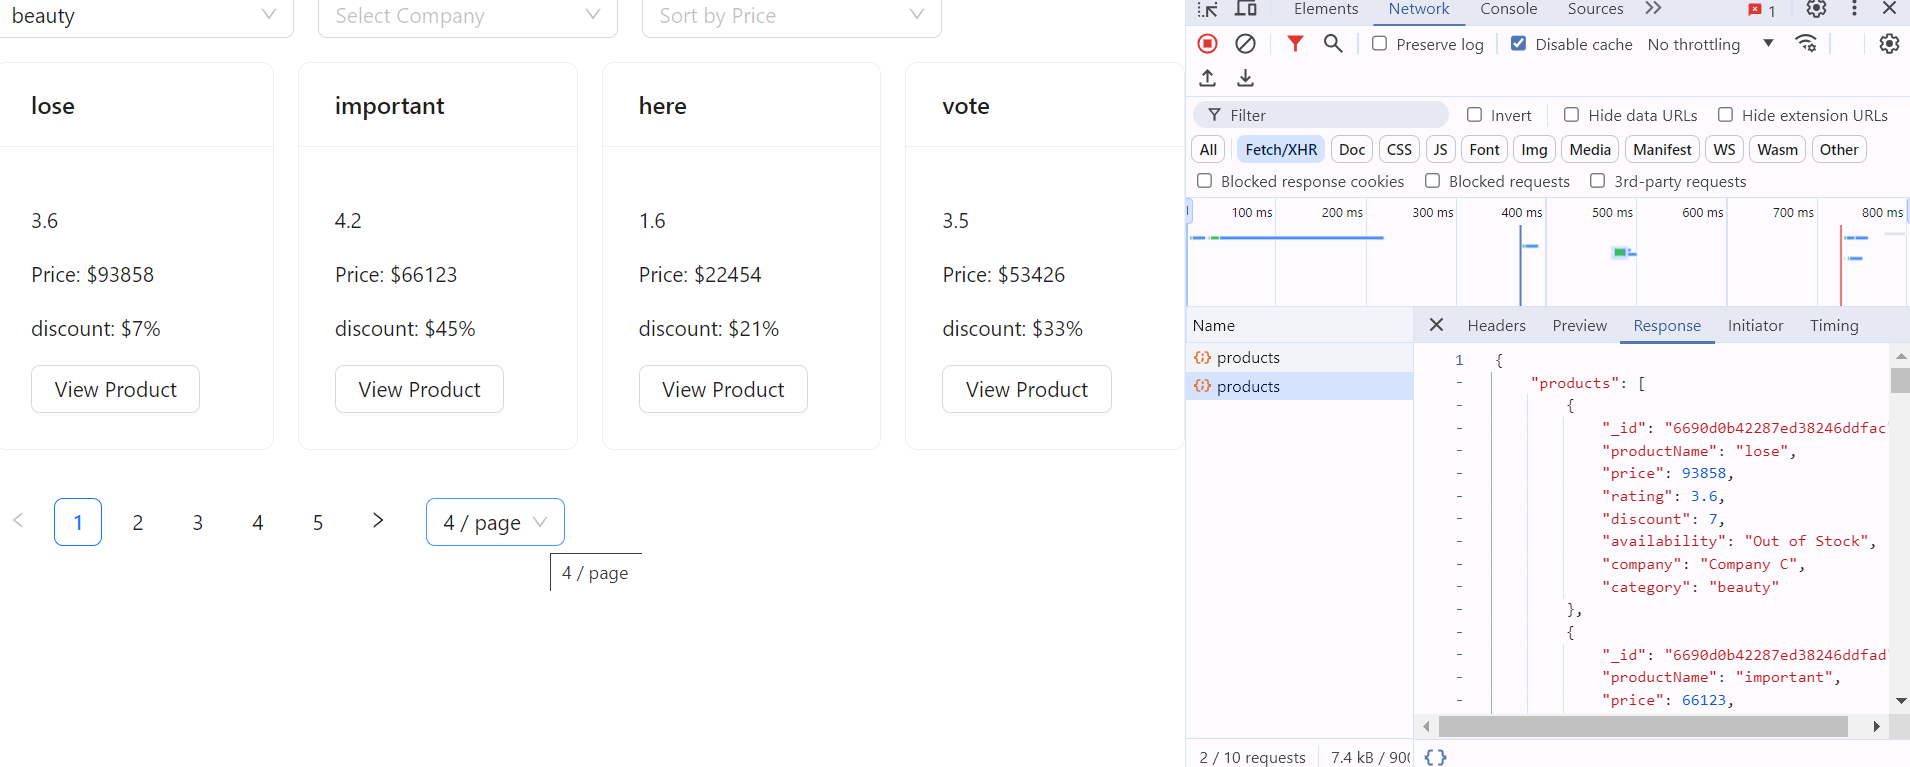 beauty
Select Company
Sort by Price
lose
important
here
vote
3.6
4.2
1.6
3.5
Price: $93858
Price: $66123
Price: $22454
Price: $53426
discount: $7%
discount: $45%
discount: $21%
discount: $33%
View Product
View Product
View Product
View Product
1 2 3 4 5
4 / page
4 / page
Elements Network Console Sources 1
Preserve log Disable cache No throttling
Filter Invert Hide data URLs Hide extension URLs
All Fetch/XHR Doc CSS JS Font Img Media Manifest WS Wasm Other
Blocked response cookies Blocked requests 3rd-party requests
100 ms 200 ms 300 ms 400 ms 500 ms 600 ms 700 ms 800 ms
Name
Headers Preview Response Initiator Timing
products
products
1 {
- "products": [
- {
- "_id": "6690d0b42287ed38246ddfac
- "productName": "lose",
- "price": 93858,
- "rating": 3.6,
- "discount": 7,
- "availability": "Out of Stock",
- "company": "Company C",
- "category": "beauty"
- },
- {
- "_id": "6690d0b42287ed38246ddfad
- "productName": "important",
- "price": 66123,
2 / 10 requests 7.4 kB / 900
{}